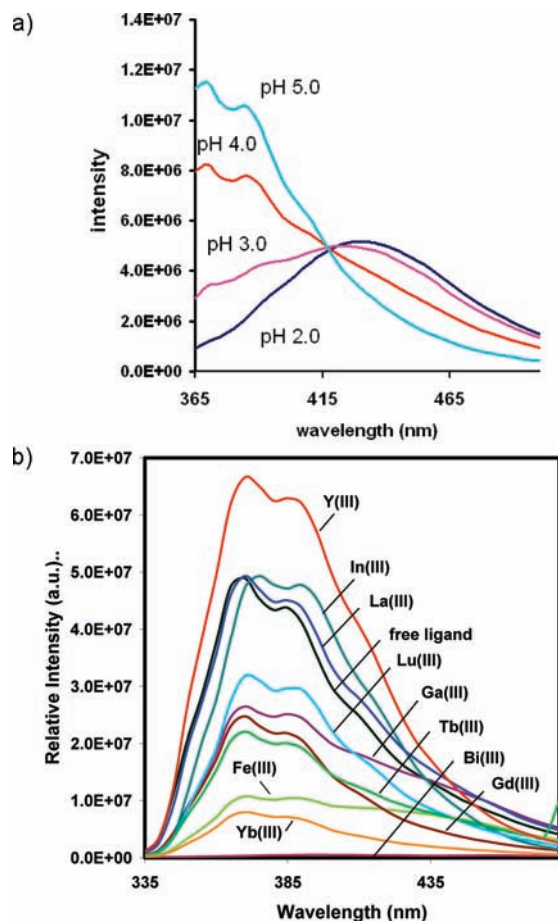 a)
1.4E+07
1.2E+07
1.0E+07
8.0E+06
6.0E+06
4.0E+06
2.0E+06
0.0E+00
intensity
pH 5.0
pH 4.0
pH 3.0
pH 2.0
365 415 465
wavelength (nm)
b)
7.0E+07
6.0E+07
5.0E+07
4.0E+07
3.0E+07
2.0E+07
1.0E+07
0.0E+00
Relative Intensity (a.u.)..
Y(III)
In(III)
La(III)
free ligand
Lu(III)
Ga(III)
Tb(III)
Bi(III)
Gd(III)
Fe(III)
Yb(III)
335 385 435
Wavelength (nm)